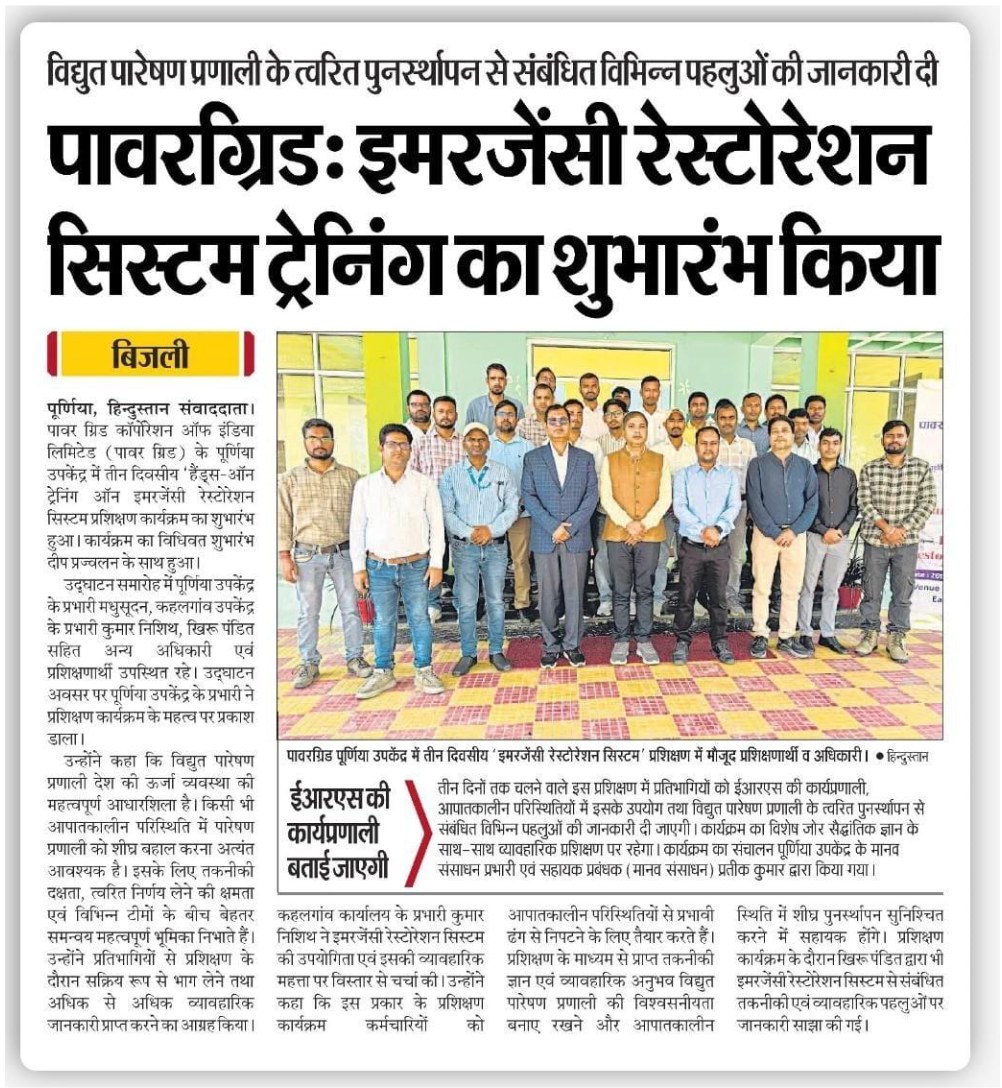 विद्युत पारेषण प्रणाली के त्वरित पुनर्स्थापन से संबंधित विभिन्न पहलुओं की जानकारी दी
पावरग्रिड: इमरजेंसी रेस्टोरेशन
सिस्टम ट्रेनिंग का शुभारंभ किया
बिजली
पूर्णिया, हिन्दुस्तान संवाददाता।
पावर ग्रिड कॉर्पोरेशन ऑफ इंडिया
लिमिटेड (पावर ग्रिड) के पूर्णिया
उपकेंद्र में तीन दिवसीय ‘हैंड्स-ऑन
ट्रेनिंग ऑन इमरजेंसी रेस्टोरेशन
सिस्टम प्रशिक्षण कार्यक्रम का शुभारंभ
हुआ। कार्यक्रम का विधिवत शुभारंभ
दीप प्रज्वलन के साथ हुआ।
उद्घाटन समारोह में पूर्णिया उपकेंद्र
के प्रभारी मधुसूदन, कहलगांव उपकेंद्र
के प्रभारी कुमार निशिथ, खिरू पंडित
सहित अन्य अधिकारी एवं
प्रशिक्षणार्थी उपस्थित रहे। उद्घाटन
अवसर पर पूर्णिया उपकेंद्र के प्रभारी ने
प्रशिक्षण कार्यक्रम के महत्व पर प्रकाश
डाला।
उन्होंने कहा कि विद्युत पारेषण
प्रणाली देश की ऊर्जा व्यवस्था की
महत्वपूर्ण आधारशिला है। किसी भी
आपातकालीन परिस्थिति में पारेषण
प्रणाली को शीघ्र बहाल करना अत्यंत
आवश्यक है। इसके लिए तकनीकी
दक्षता, त्वरित निर्णय लेने की क्षमता
एवं विभिन्न टीमों के बीच बेहतर
समन्वय महत्वपूर्ण भूमिका निभाते हैं।
उन्होंने प्रतिभागियों से प्रशिक्षण के
दौरान सक्रिय रूप से भाग लेने तथा
अधिक से अधिक व्यावहारिक
जानकारी प्राप्त करने का आग्रह किया।
पावरग्रिड पूर्णिया उपकेंद्र में तीन दिवसीय ‘इमरजेंसी रेस्टोरेशन सिस्टम’ प्रशिक्षण में मौजूद प्रशिक्षणार्थी व अधिकारी। ● हिन्दुस्तान
ईआरएस की
कार्यप्रणाली
बताई जाएगी
तीन दिनों तक चलने वाले इस प्रशिक्षण में प्रतिभागियों को ईआरएस की कार्यप्रणाली,
आपातकालीन परिस्थितियों में इसके उपयोग तथा विद्युत पारेषण प्रणाली के त्वरित पुनर्स्थापन से
संबंधित विभिन्न पहलुओं की जानकारी दी जाएगी। कार्यक्रम का विशेष जोर सैद्धांतिक ज्ञान के
साथ-साथ व्यावहारिक प्रशिक्षण पर रहेगा। कार्यक्रम का संचालन पूर्णिया उपकेंद्र के मानव
संसाधन प्रभारी एवं सहायक प्रबंधक (मानव संसाधन) प्रतीक कुमार द्वारा किया गया।
कहलगांव कार्यालय के प्रभारी कुमार
निशिथ ने इमरजेंसी रेस्टोरेशन सिस्टम
की उपयोगिता एवं इसकी व्यावहारिक
महत्ता पर विस्तार से चर्चा की। उन्होंने
कहा कि इस प्रकार के प्रशिक्षण
कार्यक्रम कर्मचारियों को
आपातकालीन परिस्थितियों से प्रभावी
ढंग से निपटने के लिए तैयार करते हैं।
प्रशिक्षण के माध्यम से प्राप्त तकनीकी
ज्ञान एवं व्यावहारिक अनुभव विद्युत
पारेषण प्रणाली की विश्वसनीयता
बनाए रखने और आपातकालीन
स्थिति में शीघ्र पुनर्स्थापन सुनिश्चित
करने में सहायक होंगे। प्रशिक्षण
कार्यक्रम के दौरान खिरू पंडित द्वारा भी
इमरजेंसी रेस्टोरेशन सिस्टम से संबंधित
तकनीकी एवं व्यावहारिक पहलुओं पर
जानकारी साझा की गई।